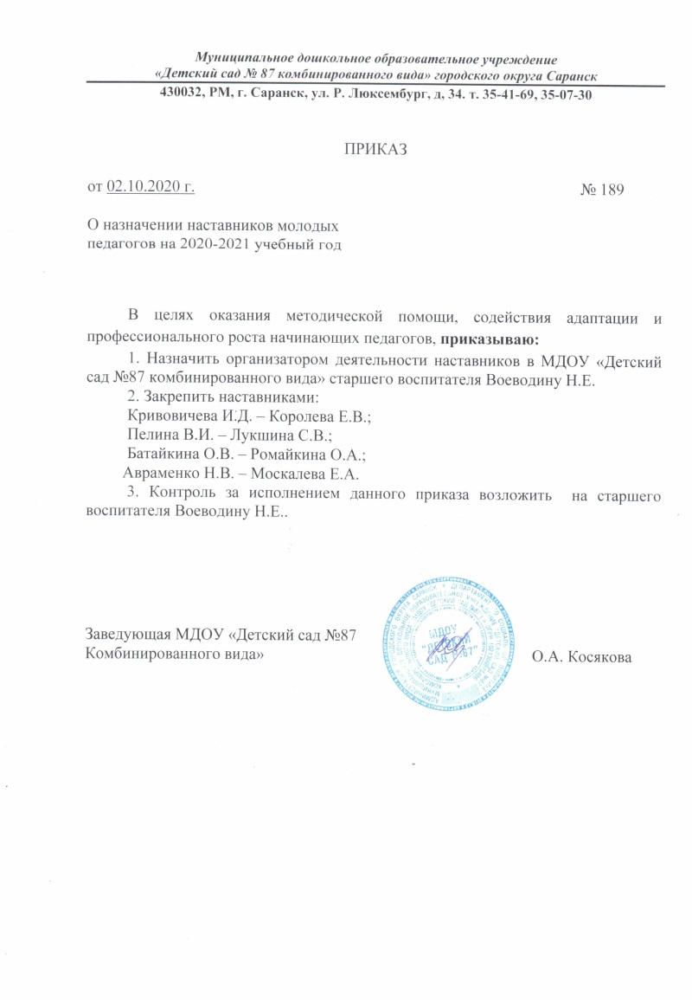 Муниципальное дошкольное образовательное учреждение
«Детский сад № 87 комбинированного вида» городского округа Саранск
430032, РМ, г. Саранск, ул. Р. Люксембург, д, 34. т. 35-41-69, 35-07-30
ПРИКАЗ
от 02.10.2020 г. № 189
О назначении наставников молодых
педагогов на 2020-2021 учебный год
В целях оказания методической помощи, содействия адаптации и
профессионального роста начинающих педагогов, приказываю:
1. Назначить организатором деятельности наставников в МДОУ «Детский
сад №87 комбинированного вида» старшего воспитателя Воеводину Н.Е.
2. Закрепить наставниками:
Кривовичева И.Д. – Королева Е.В.;
Пелина В.И. – Лукшина С.В.;
Батайкина О.В. – Ромайкина О.А.;
Авраменко Н.В. – Москалева Е.А.
3. Контроль за исполнением данного приказа возложить на старшего
воспитателя Воеводину Н.Е..
Заведующая МДОУ «Детский сад №87
Комбинированного вида» О.А. Косякова
МДОУ
"ДЕТСКИЙ
САД